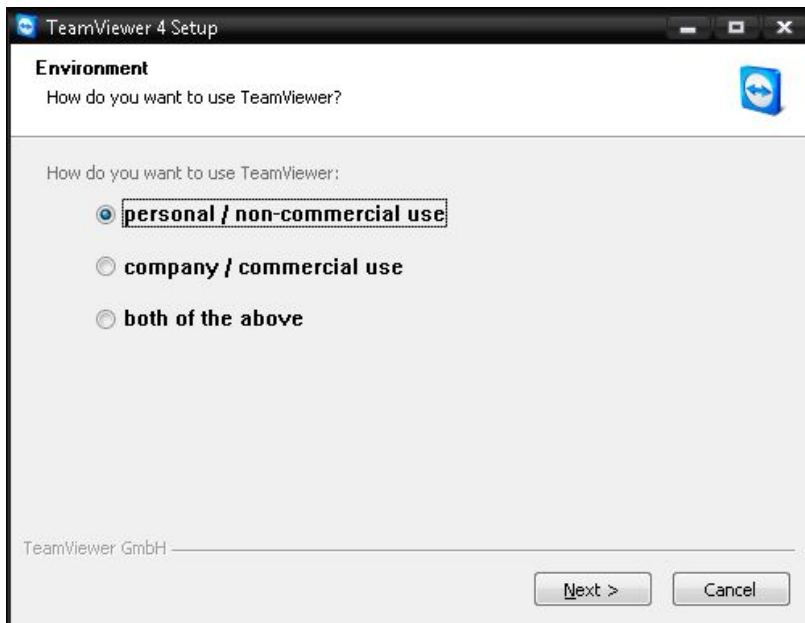 TeamViewer 4 Setup
Environment
How do you want to use TeamViewer?
How do you want to use TeamViewer:
personal / non-commercial use
company / commercial use
both of the above
TeamViewer GmbH
Next > Cancel